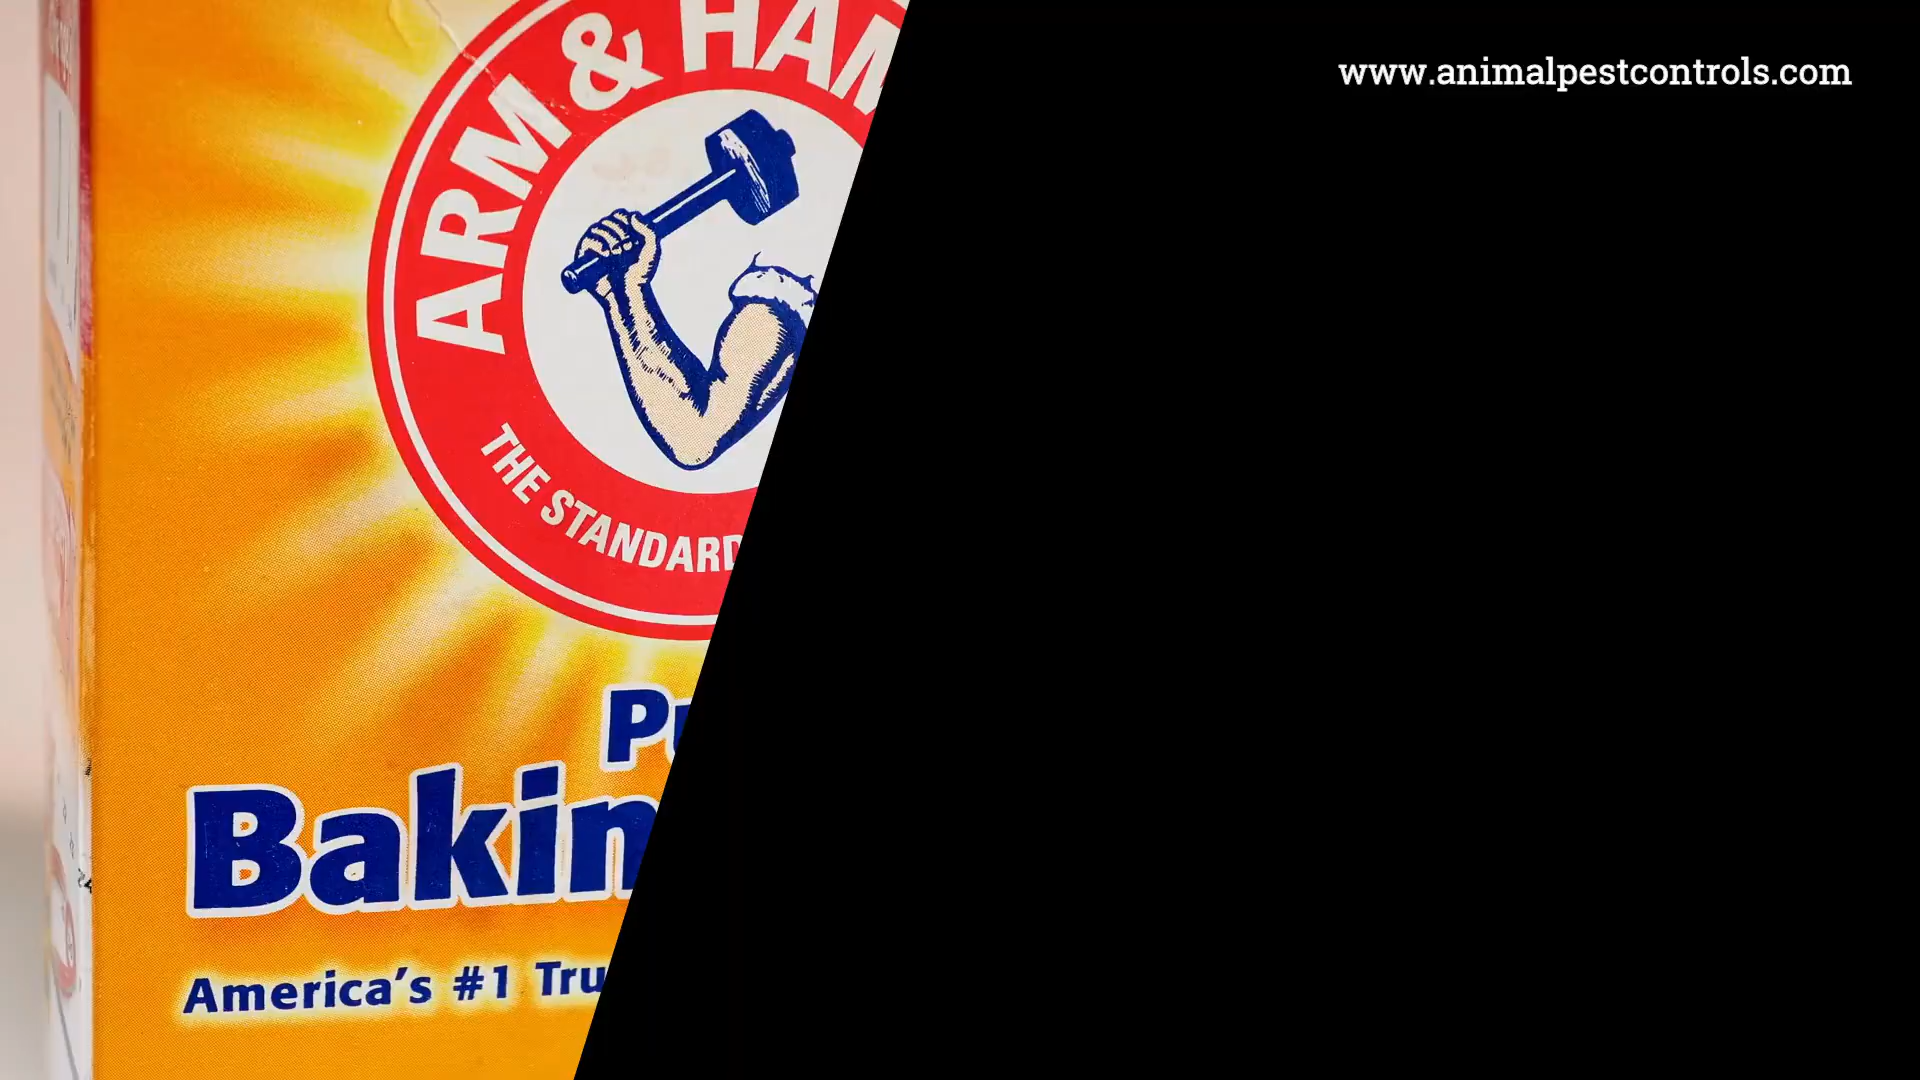 ARM & HAM
THE STANDARD
Pu
Bakin
America's #1 Tru
www.animalpestcontrols.com